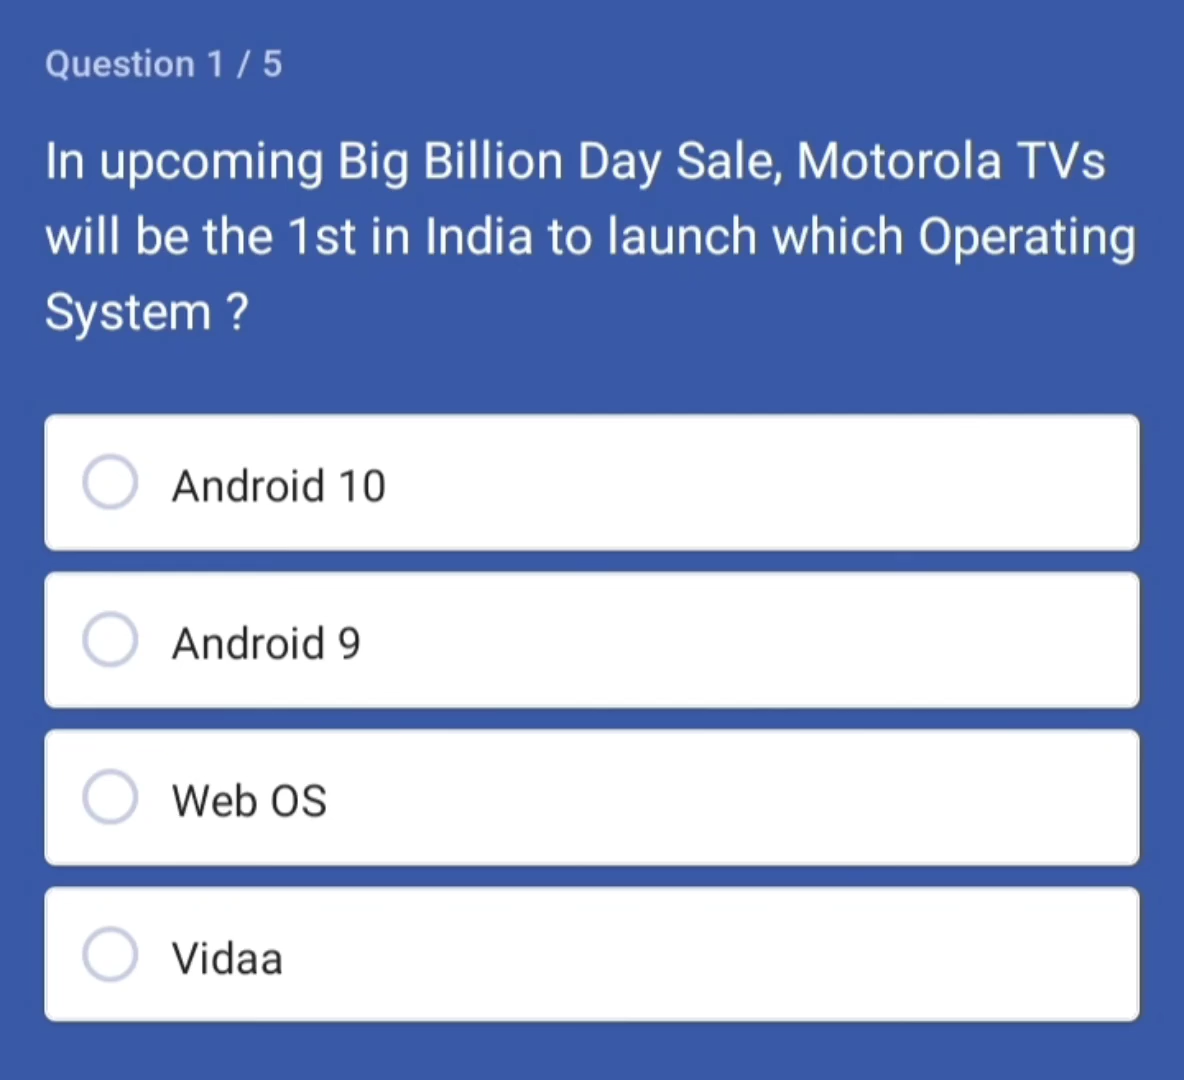 Question 1 / 5
In upcoming Big Billion Day Sale, Motorola TVs
will be the 1st in India to launch which Operating
System ?
Android 10
Android 9
Web OS
Vidaa